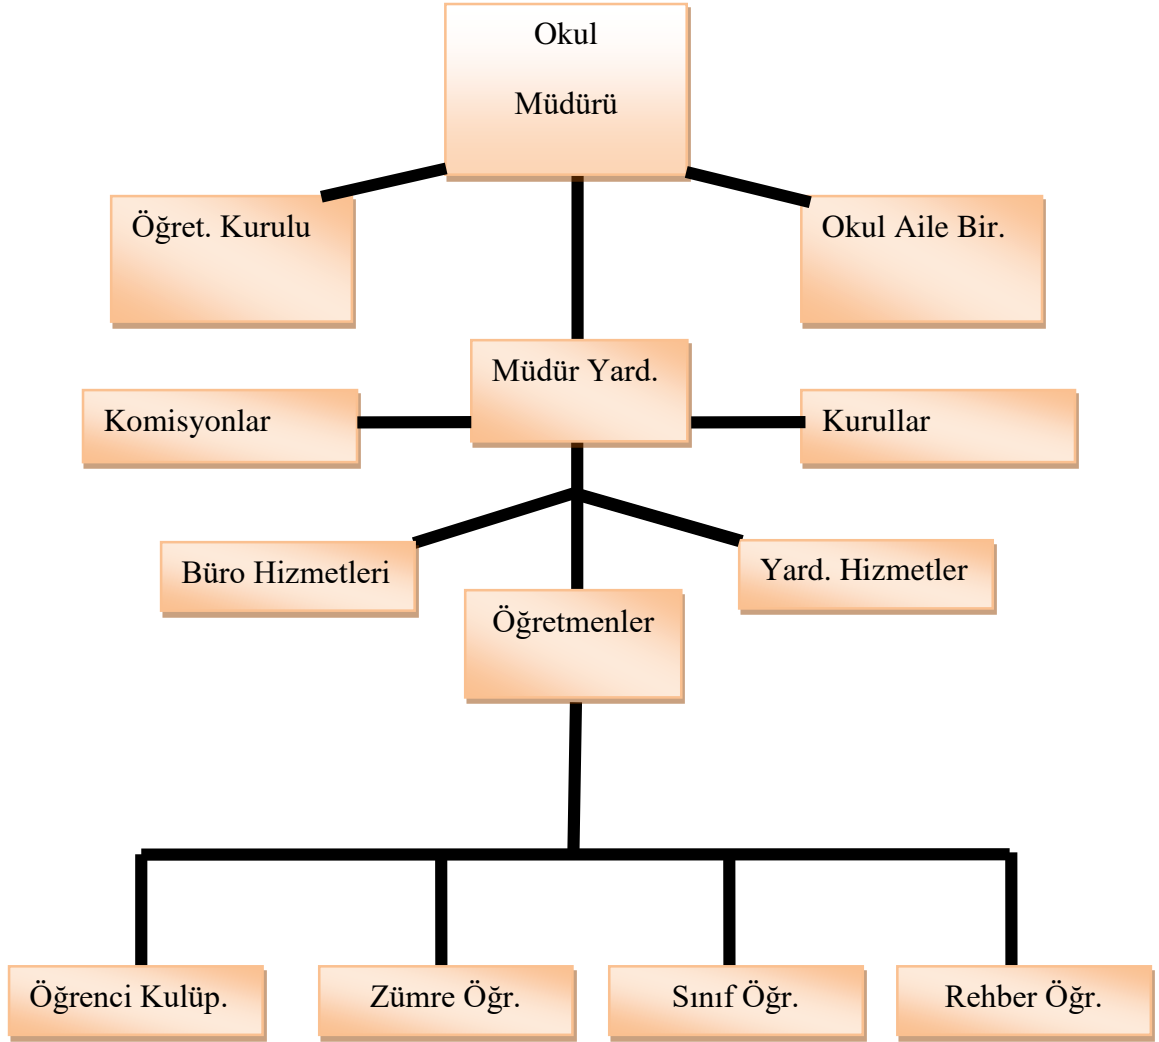 Okul
Müdürü
Öğret. Kurulu
Okul Aile Bir.
Müdür Yard.
Komisyonlar
Kurullar
Büro Hizmetleri
Yard. Hizmetler
Öğretmenler
Öğrenci Kulüp.
Zümre Öğr.
Sınıf Öğr.
Rehber Öğr.